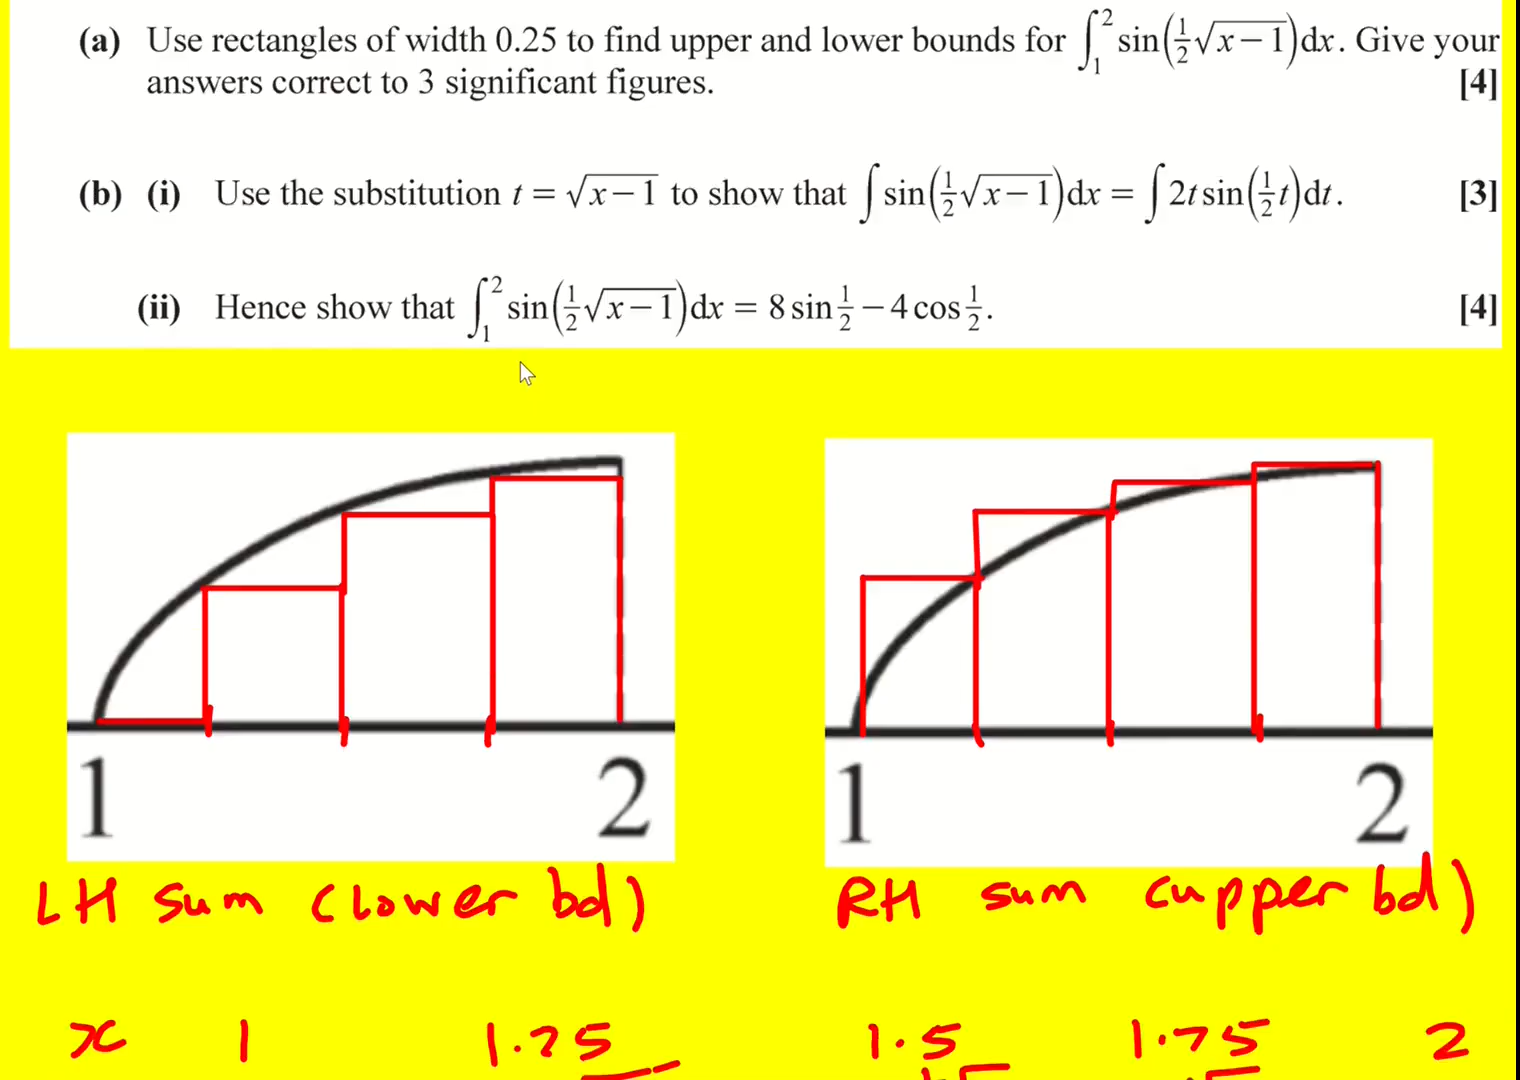 (a) Use rectangles of width 0.25 to find upper and lower bounds for ∫₁² sin(½√(x−1))dx. Give your
answers correct to 3 significant figures. [4]
(b) (i) Use the substitution t = √(x−1) to show that ∫ sin(½√(x−1))dx = ∫ 2t sin(½t)dt. [3]
(ii) Hence show that ∫₁² sin(½√(x−1))dx = 8 sin ½ − 4 cos ½. [4]
1 2 1 2
LH sum (lower bd) RH sum (upper bd)
x 1 1.25 1.5 1.75 2